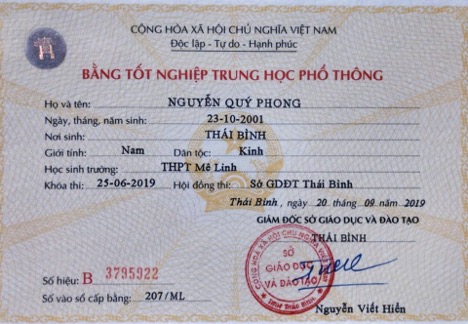 CỘNG HÒA XÃ HỘI CHỦ NGHĨA VIỆT NAM
Độc lập - Tự do - Hạnh phúc
BẰNG TỐT NGHIỆP TRUNG HỌC PHỔ THÔNG
Họ và tên: NGUYỄN QUÝ PHONG
Ngày, tháng, năm sinh: 23-10-2001
Nơi sinh: THÁI BÌNH
Giới tính: Nam Dân tộc: Kinh
Học sinh trường: THPT Mê Linh
Khóa thi: 25-06-2019 Hội đồng thi: Sở GDĐT Thái Bình
Thái Bình, ngày 20 tháng 09 năm 2019
GIÁM ĐỐC SỞ GIÁO DỤC VÀ ĐÀO TẠO
THÁI BÌNH
SỞ
GIÁO DỤC
VÀ ĐÀO TẠO
Số hiệu: B 3795922
Số vào sổ cấp bằng: 207/ML
Nguyễn Viết Hiển